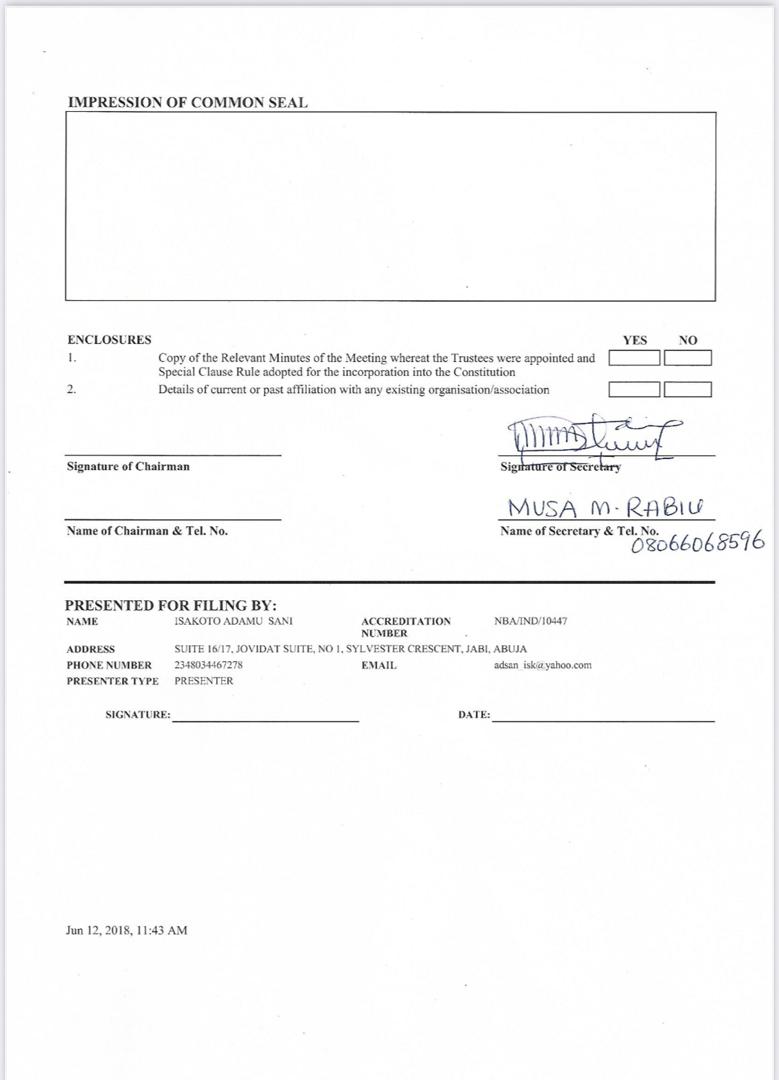 IMPRESSION OF COMMON SEAL
ENCLOSURES YES NO
1. Copy of the Relevant Minutes of the Meeting whereat the Trustees were appointed and
Special Clause Rule adopted for the incorporation into the Constitution
2. Details of current or past affiliation with any existing organisation/association
Signature of Chairman Signature of Secretary
MUSA M. RABIU
Name of Chairman & Tel. No. Name of Secretary & Tel. No.
08066068596
PRESENTED FOR FILING BY:
NAME ISAKOTO ADAMU SANI ACCREDITATION NUMBER NBA/IND/10447
ADDRESS SUITE 16/17, JOVIDAT SUITE, NO 1, SYLVESTER CRESCENT, JABI, ABUJA
PHONE NUMBER 2348034467278 EMAIL adsan_isk@yahoo.com
PRESENTER TYPE PRESENTER
SIGNATURE: DATE:
Jun 12, 2018, 11:43 AM